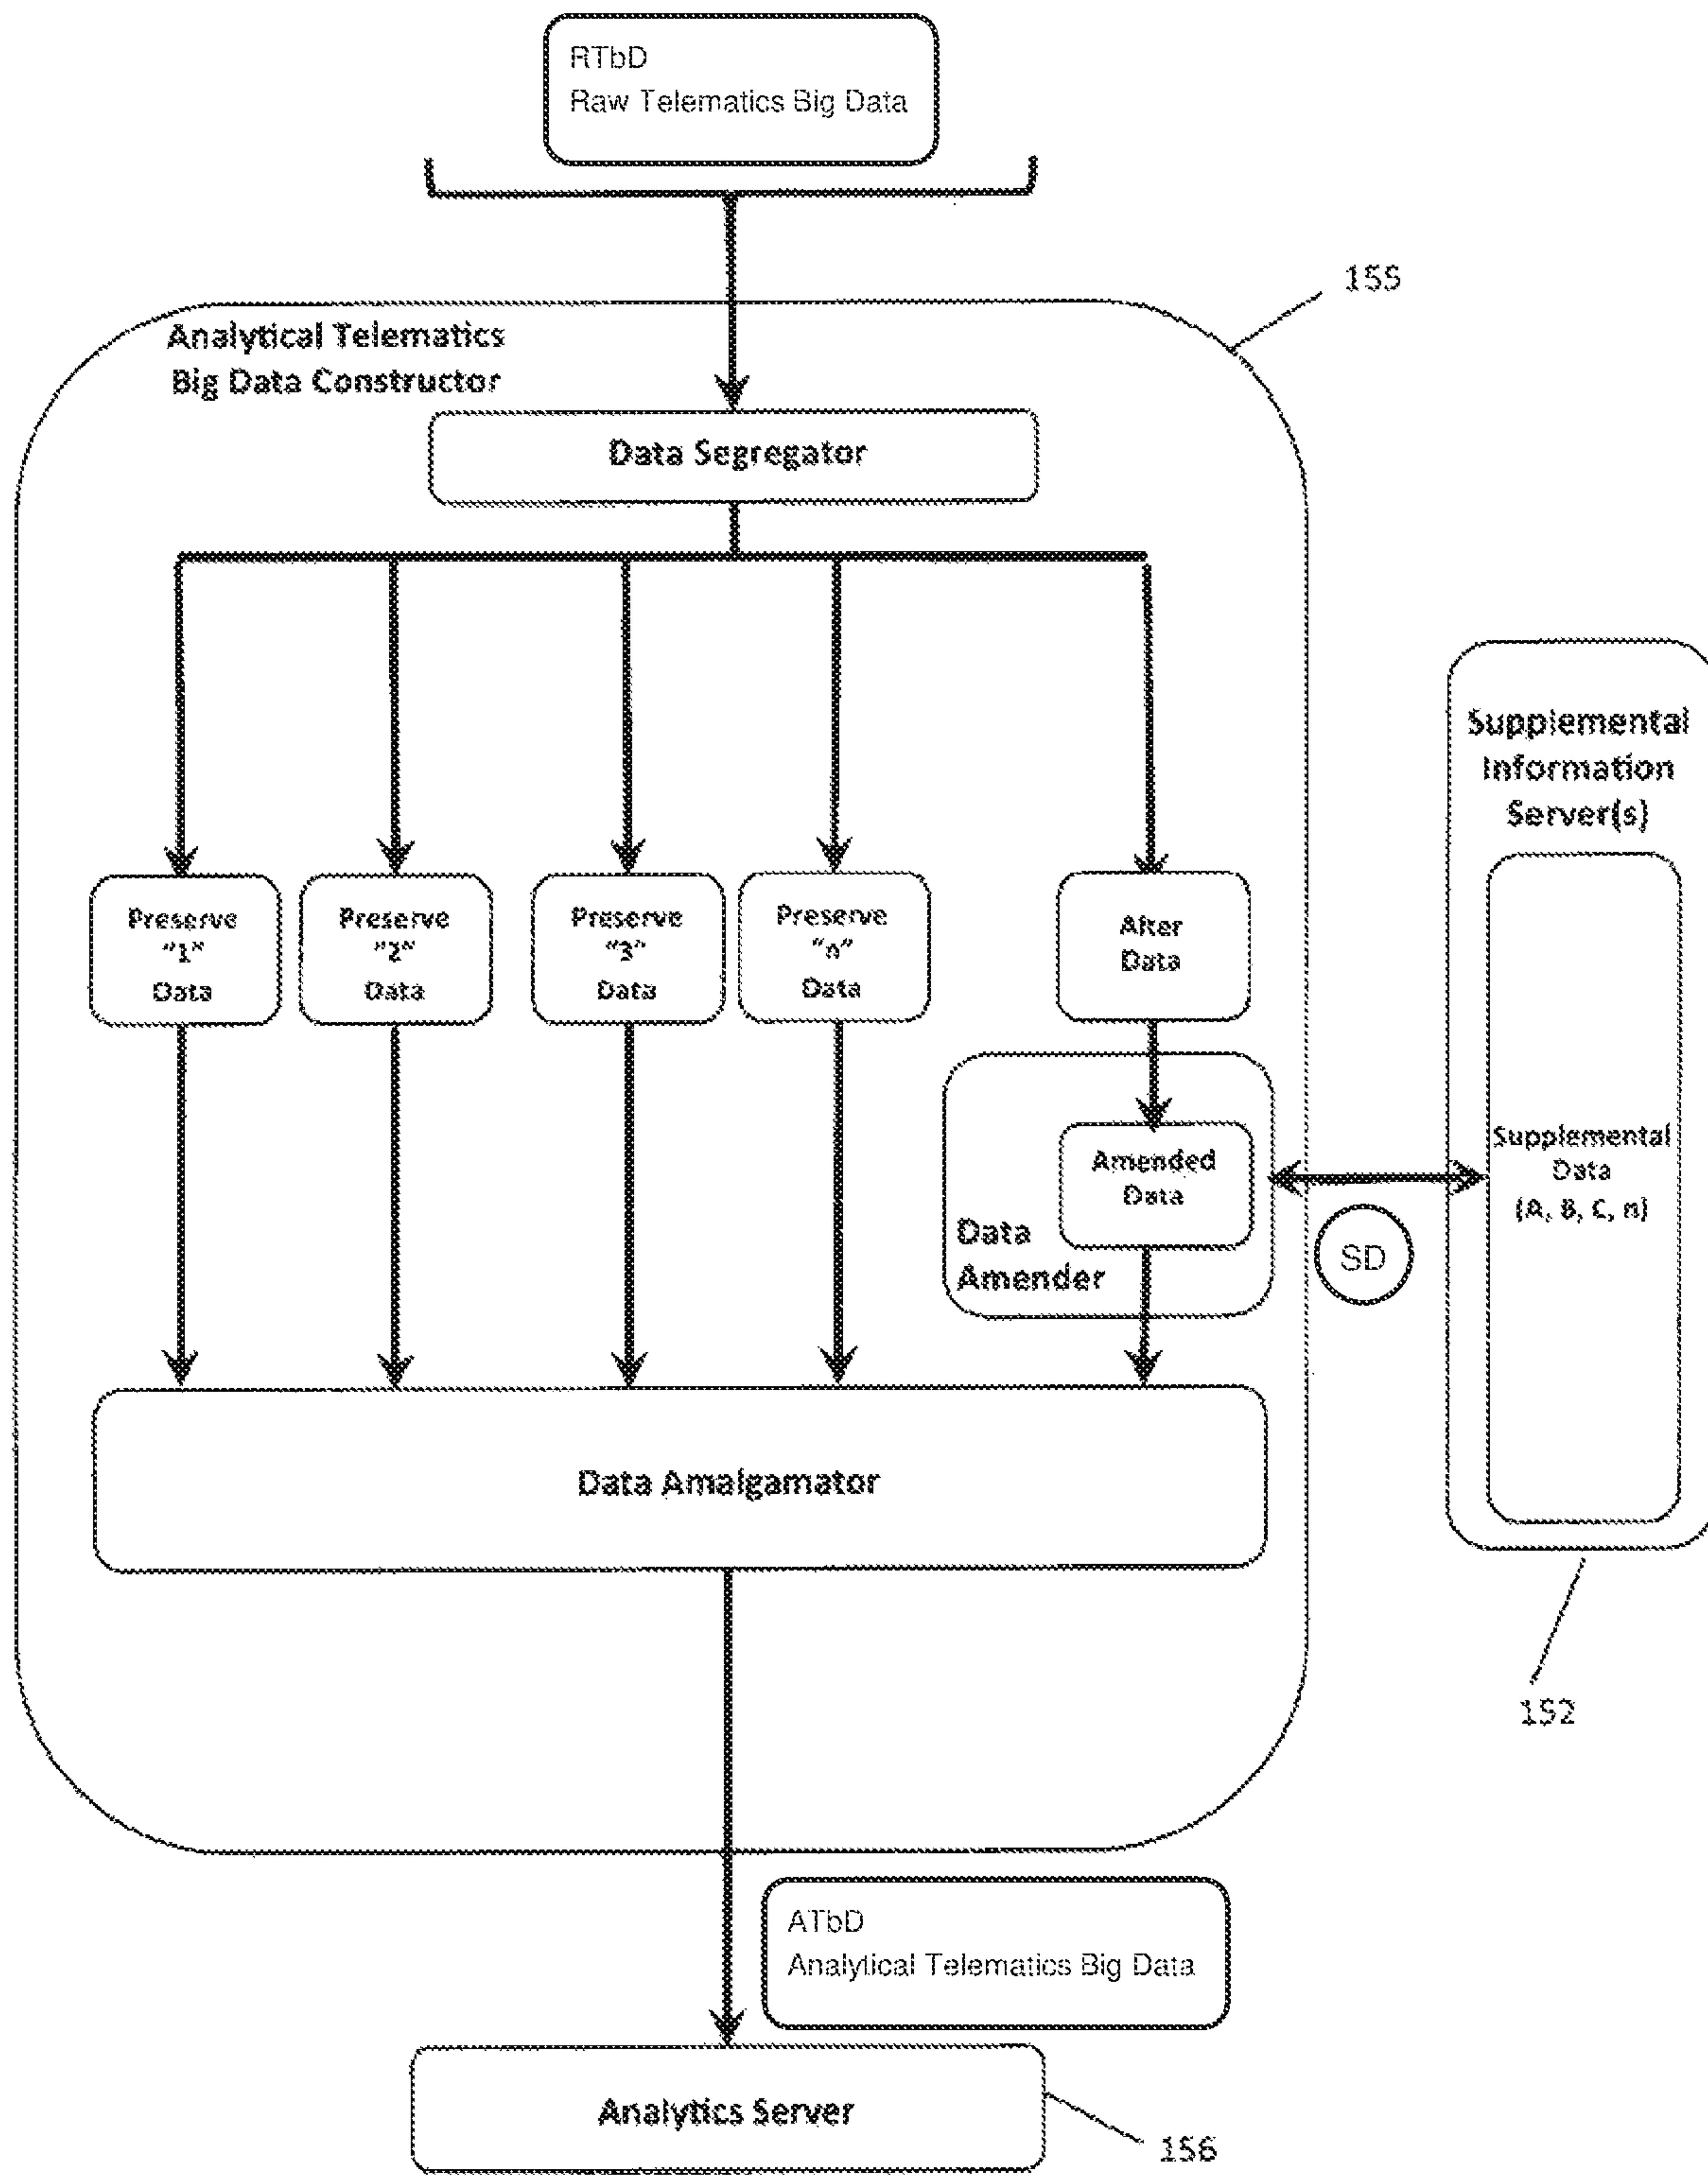 RTbD
Raw Telematics Big Data
155
Analytical Telematics
Big Data Constructor
Data Segregator
Supplemental
Information
Server(s)
Preserve
"1"
Data
Preserve
"2"
Data
Preserve
"3"
Data
Preserve
"n"
Data
Alter
Data
Amended
Data
Data
Amender
SD
Supplemental
Data
(A, B, C, n)
Data Amalgamator
152
ATbD
Analytical Telematics Big Data
Analytics Server
156